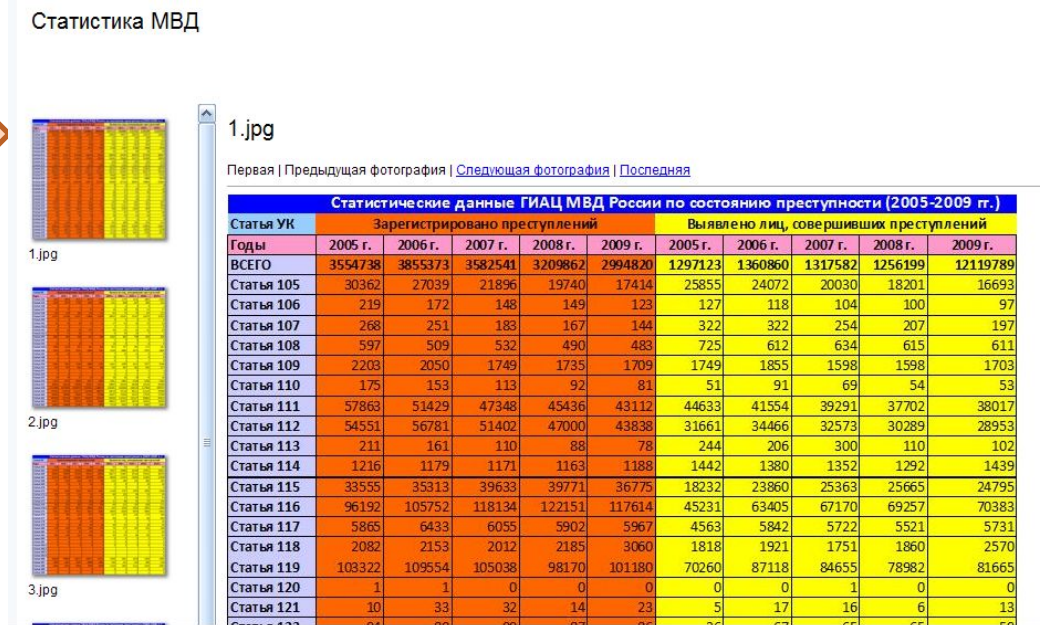 Статистика МВД
1.jpg
2.jpg
3.jpg
1.jpg
Первая | Предыдущая фотография | Следующая фотография | Последняя
Статистические данные ГИАЦ МВД России по состоянию преступности (2005-2009 гг.)
Статья УК Зарегистрировано преступлений Выявлено лиц, совершивших преступлений
Годы 2005 г. 2006 г. 2007 г. 2008 г. 2009 г. 2005 г. 2006 г. 2007 г. 2008 г. 2009 г.
ВСЕГО 3554738 3855373 3582541 3209862 2994820 1297123 1360860 1317582 1256199 12119789
Статья 105 30362 27039 21896 19740 17414 25855 24072 20030 18201 16693
Статья 106 219 172 148 149 123 127 118 104 100 97
Статья 107 268 251 183 167 144 322 322 254 207 197
Статья 108 597 509 532 490 483 725 612 634 615 611
Статья 109 2203 2050 1749 1735 1709 1749 1855 1598 1598 1703
Статья 110 175 153 113 92 81 51 91 69 54 53
Статья 111 57863 51429 47348 45436 43112 44633 41554 39291 37702 38017
Статья 112 54551 56781 51402 47000 43838 31661 34466 32573 30289 28953
Статья 113 211 161 110 88 78 244 206 300 110 102
Статья 114 1216 1179 1171 1163 1188 1442 1380 1352 1292 1439
Статья 115 33555 35313 39633 39771 36775 18232 23860 25363 25665 24795
Статья 116 96192 105752 118134 122151 117614 45231 63405 67170 69257 70383
Статья 117 5865 6433 6055 5902 5967 4563 5842 5722 5521 5731
Статья 118 2082 2153 2012 2185 3060 1818 1921 1751 1860 2570
Статья 119 103322 109554 105038 98170 101180 70260 87118 84655 78982 81665
Статья 120 1 1 0 0 0 0 0 1 0 0
Статья 121 10 33 32 14 23 5 17 16 6 13